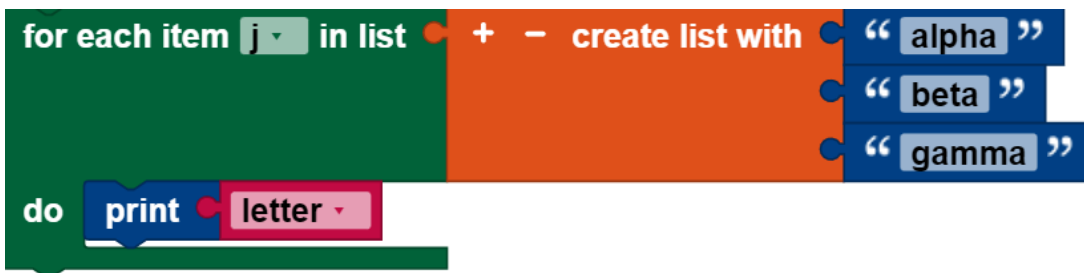 for each item j in list + - create list with “ alpha ”
“ beta ”
“ gamma ”
do print letter